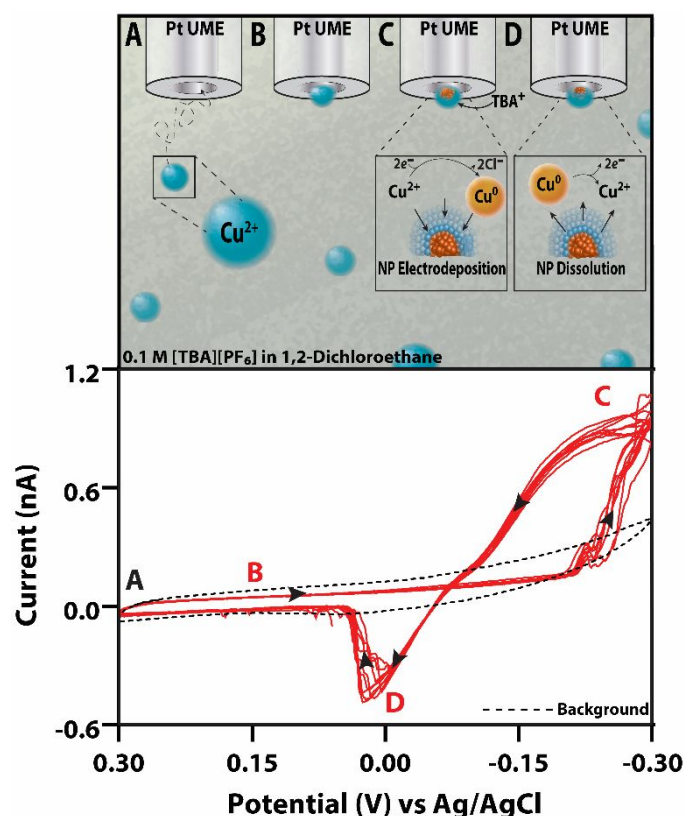 A Pt UME B Pt UME C Pt UME D Pt UME
TBA⁺
2e⁻ 2Cl⁻
Cu²⁺ Cu⁰
NP Electrodeposition
2e⁻
Cu⁰ Cu²⁺
NP Dissolution
Cu²⁺
0.1 M [TBA][PF₆] in 1,2-Dichloroethane
1.2
C
0.6
A B
0.0
D
Background
-0.6
0.30 0.15 0.00 -0.15 -0.30
Current (nA)
Potential (V) vs Ag/AgCl